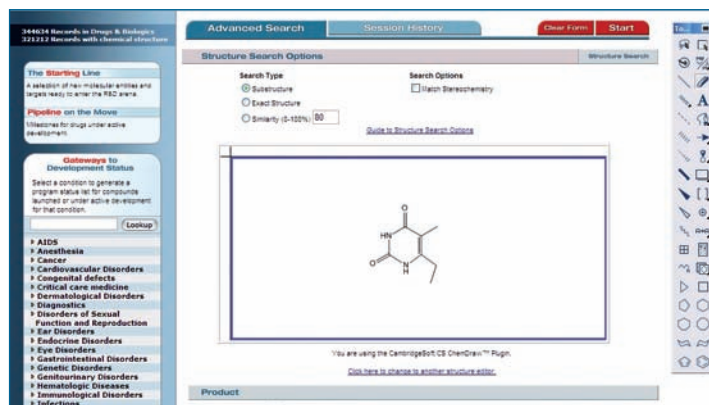 344634 Records in Drugs & Biologics
321212 Records with chemical structure
The Starting Line
A selection of new molecular entities and
targets ready to enter the R&D arena.
Pipeline on the Move
Milestones for drugs under active
development.
Gateways to
Development Status
Select a condition to generate a
program status list for compounds
launched or under active development
for that condition.
Lookup
AIDS
Anesthesia
Cancer
Cardiovascular Disorders
Congenital defects
Critical care medicine
Dermatological Disorders
Diagnostics
Disorders of Sexual
Function and Reproduction
Ear Disorders
Endocrine Disorders
Eye Disorders
Gastrointestinal Disorders
Genetic Disorders
Genitourinary Disorders
Hematologic Diseases
Immunological Disorders
Infections
Advanced Search
Session History
Clear Form
Start
Structure Search Options
Structure Search
Search Type
Substructure
Exact Structure
Similarity (0-100%) 80
Search Options
Match Stereochemistry
Guide to Structure Search Options
O
HN
O
N
H
You are using the CambridgeSoft CS ChemDraw™ Plugin.
Click here to change to another structure editor.
Product
To...
A